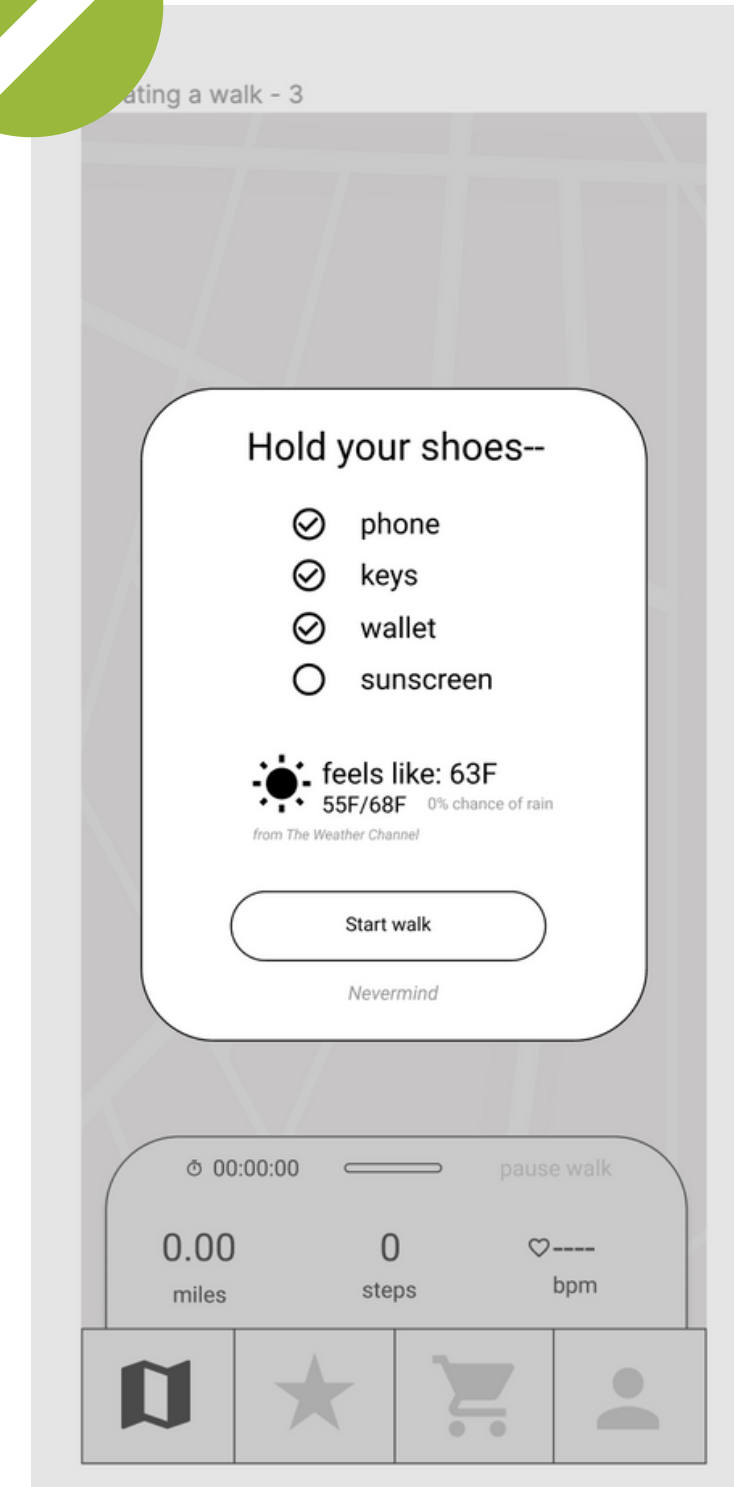 ating a walk - 3
Hold your shoes--
phone
keys
wallet
sunscreen
feels like: 63F
55F/68F 0% chance of rain
from The Weather Channel
Start walk
Nevermind
00:00:00 pause walk
0.00 0 ----
miles steps bpm